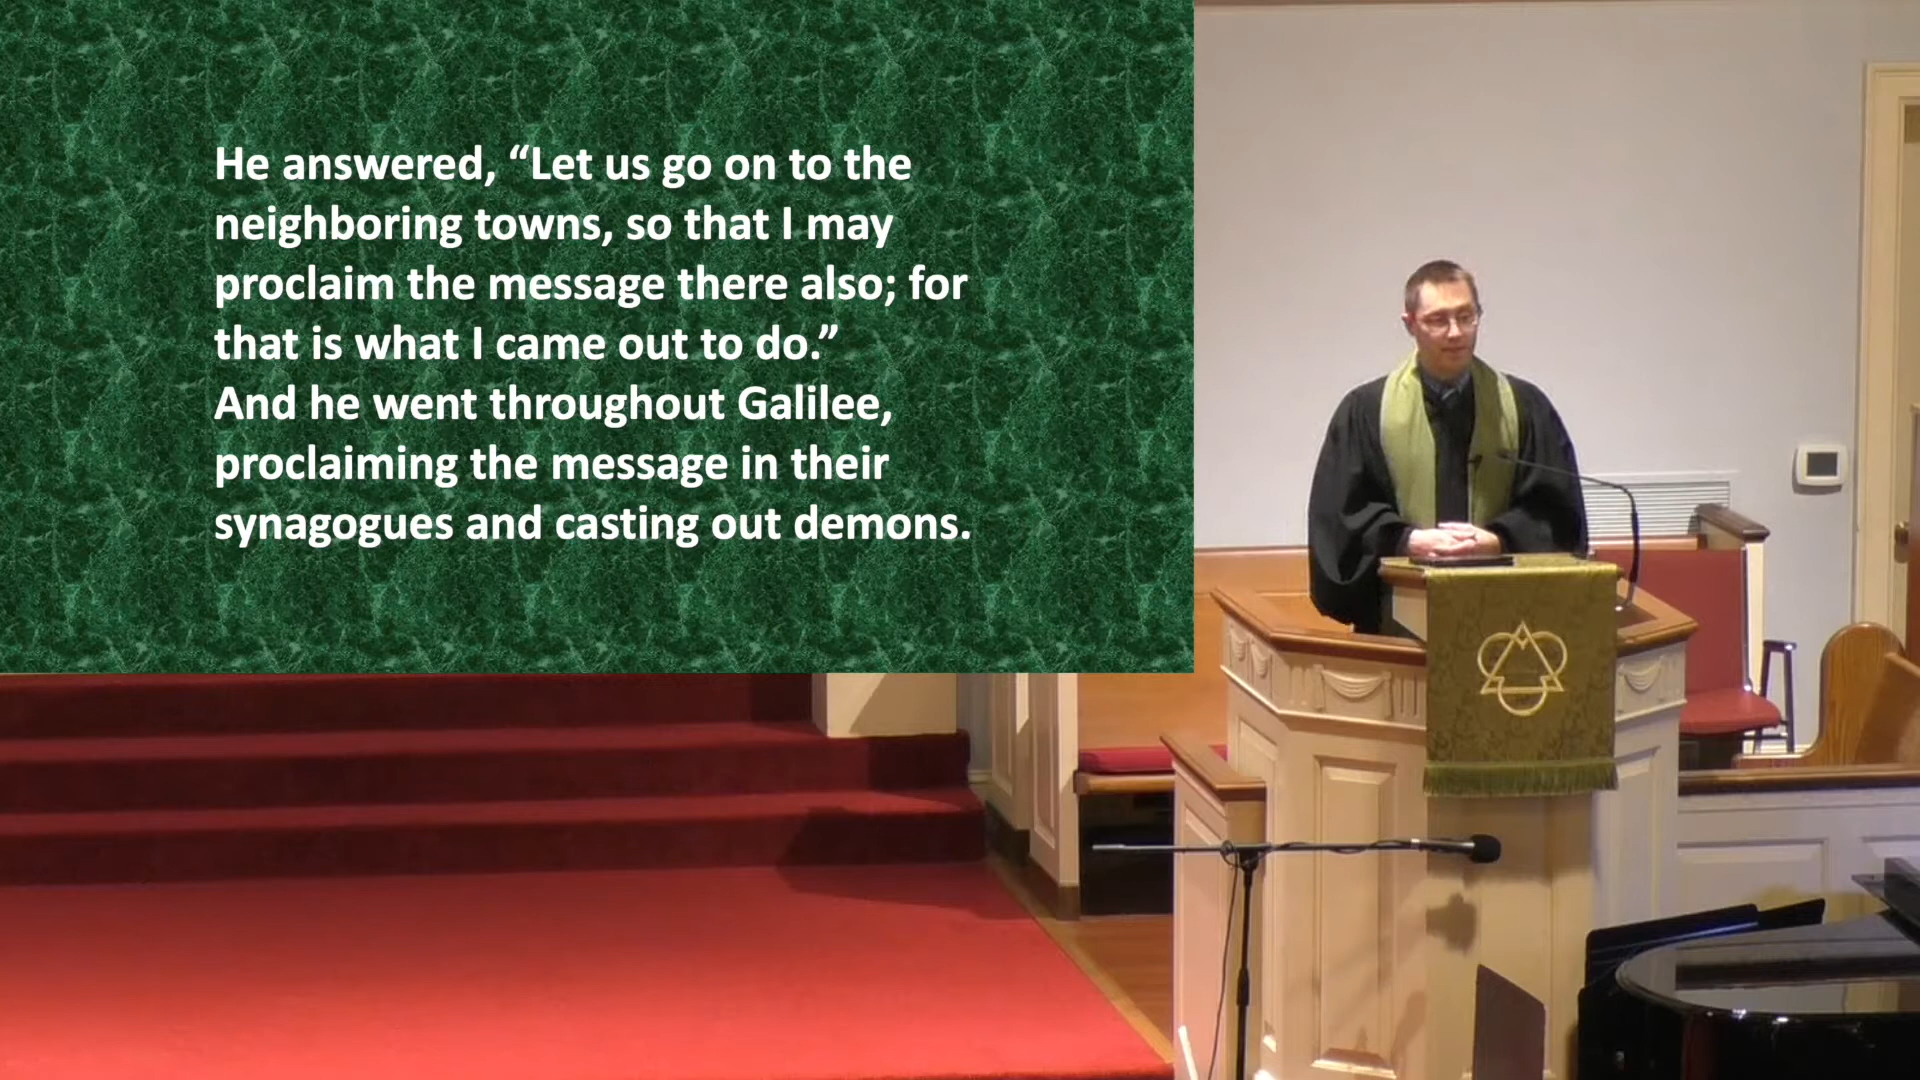 He answered, “Let us go on to the
neighboring towns, so that I may
proclaim the message there also; for
that is what I came out to do.”
And he went throughout Galilee,
proclaiming the message in their
synagogues and casting out demons.